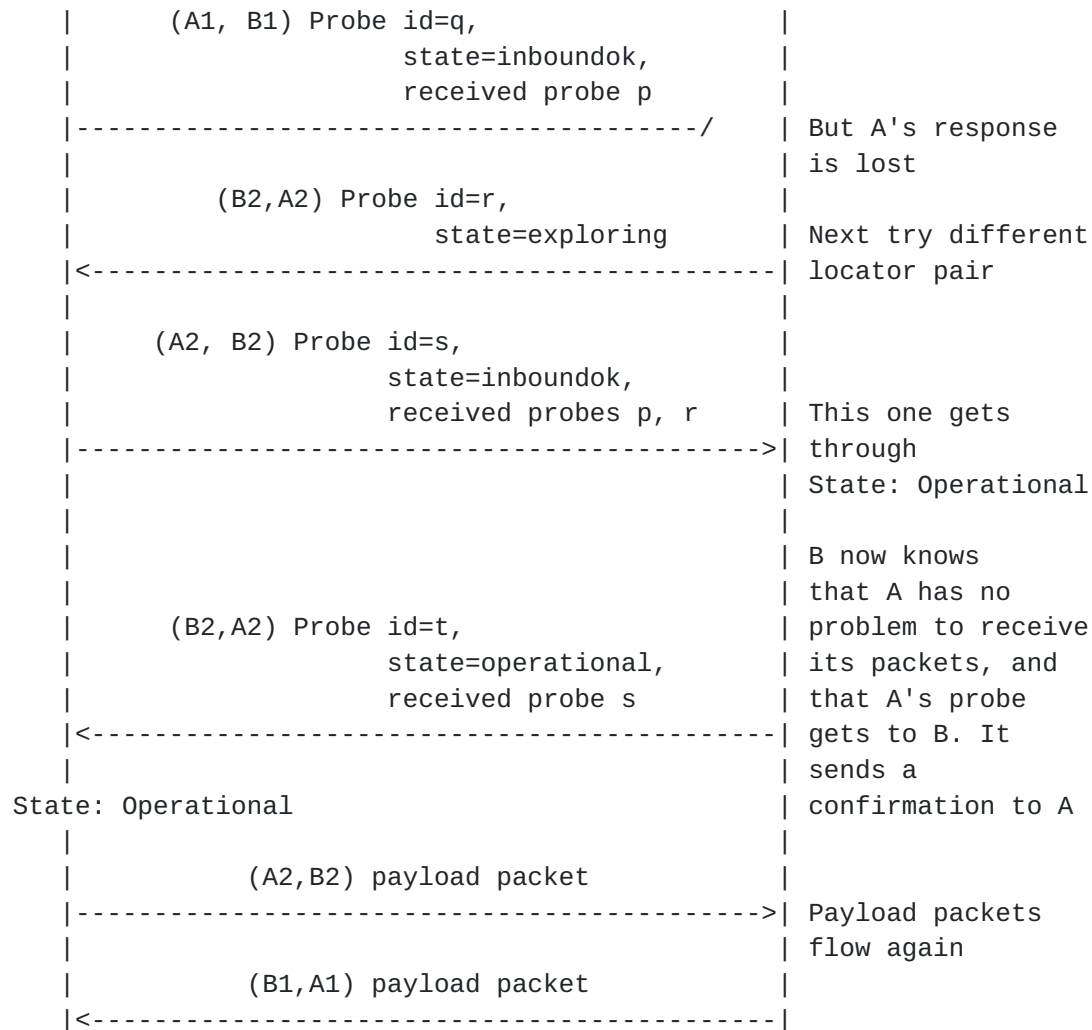 |      (A1, B1) Probe id=q,                  |
|                     state=inboundok,       |
|                     received probe p       |
|----------------------------------------/    | But A's response
|                                             | is lost
|         (B2,A2) Probe id=r,                 |
|                       state=exploring       | Next try different
|<--------------------------------------------| locator pair
|                                             |
|     (A2, B2) Probe id=s,                    |
|                    state=inboundok,         |
|                    received probes p, r     | This one gets
|-------------------------------------------->| through
|                                             | State: Operational
|                                             |
|                                             | B now knows
|                                             | that A has no
|      (B2,A2) Probe id=t,                    | problem to receive
|                    state=operational,       | its packets, and
|                    received probe s         | that A's probe
|<--------------------------------------------| gets to B. It
|                                             | sends a
State: Operational                               | confirmation to A
|                                             |
|           (A2,B2) payload packet            |
|-------------------------------------------->| Payload packets
|                                             | flow again
|           (B1,A1) payload packet            |
|<--------------------------------------------|